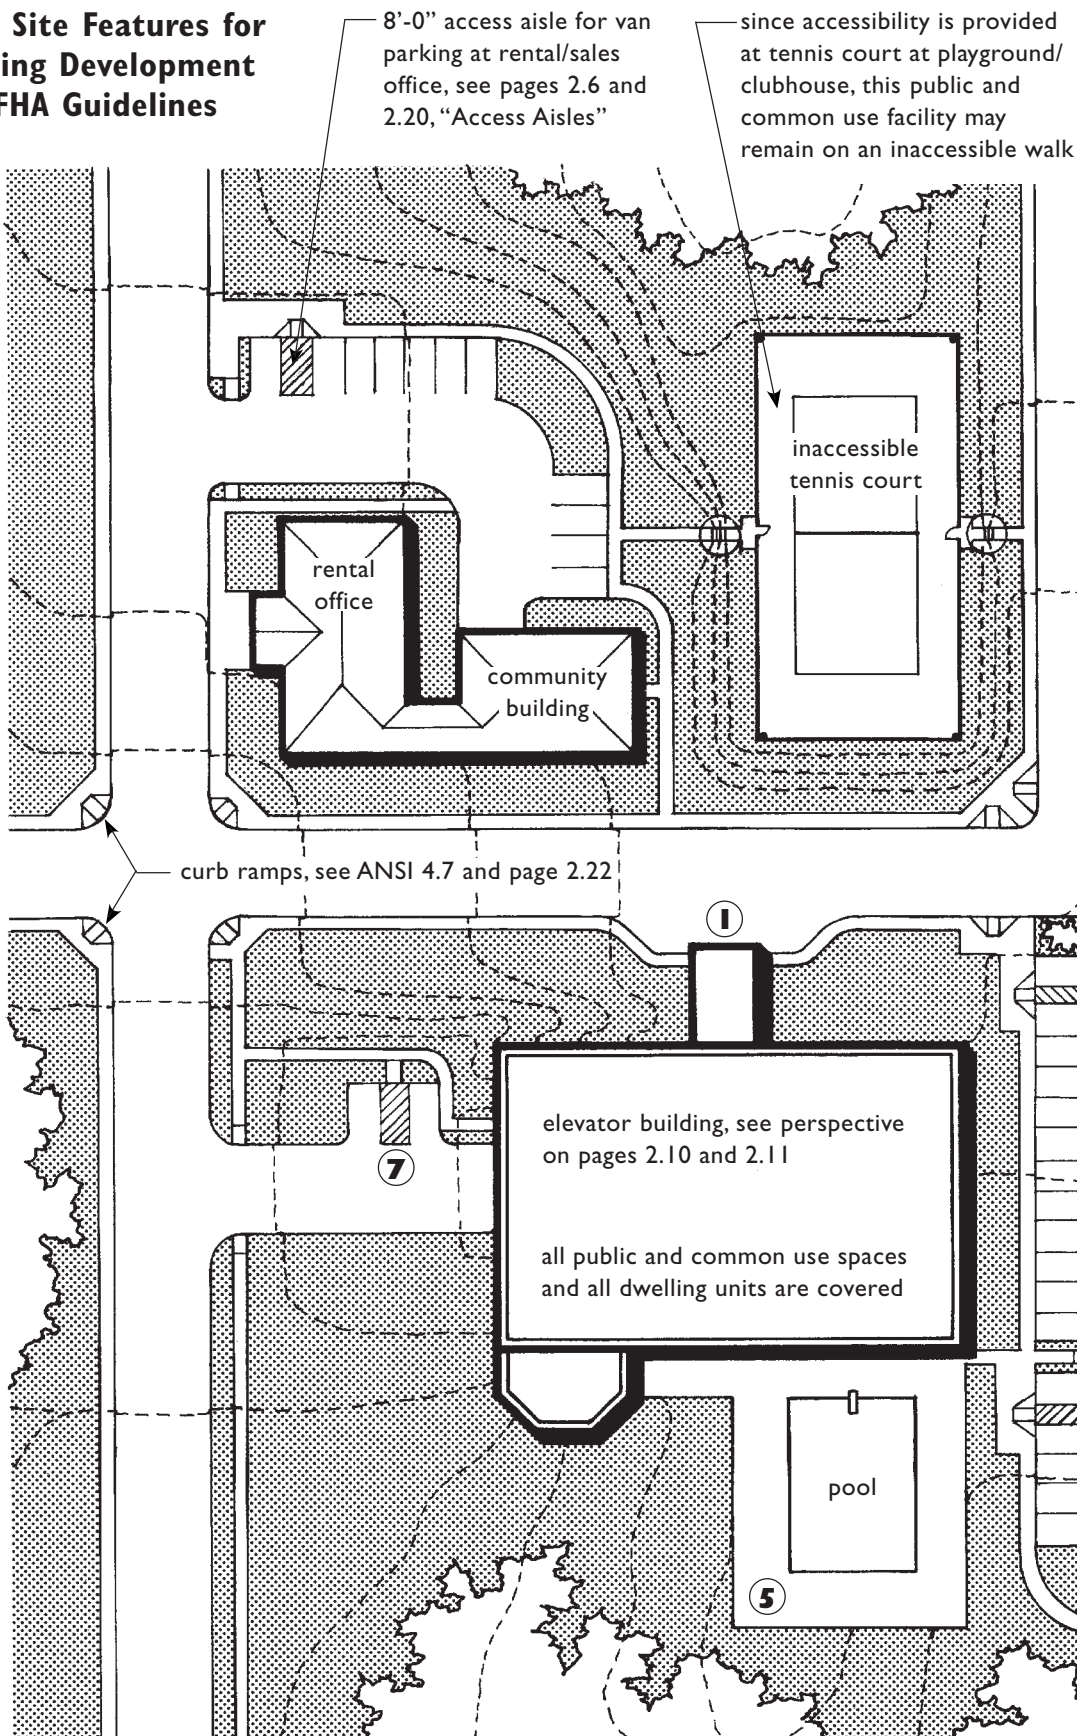 Site Features for
ing Development
FHA Guidelines
8’-0” access aisle for van
parking at rental/sales
office, see pages 2.6 and
2.20, “Access Aisles”
since accessibility is provided
at tennis court at playground/
clubhouse, this public and
common use facility may
remain on an inaccessible walk
inaccessible
tennis court
rental
office
community
building
curb ramps, see ANSI 4.7 and page 2.22
1
elevator building, see perspective
on pages 2.10 and 2.11
7
all public and common use spaces
and all dwelling units are covered
pool
5